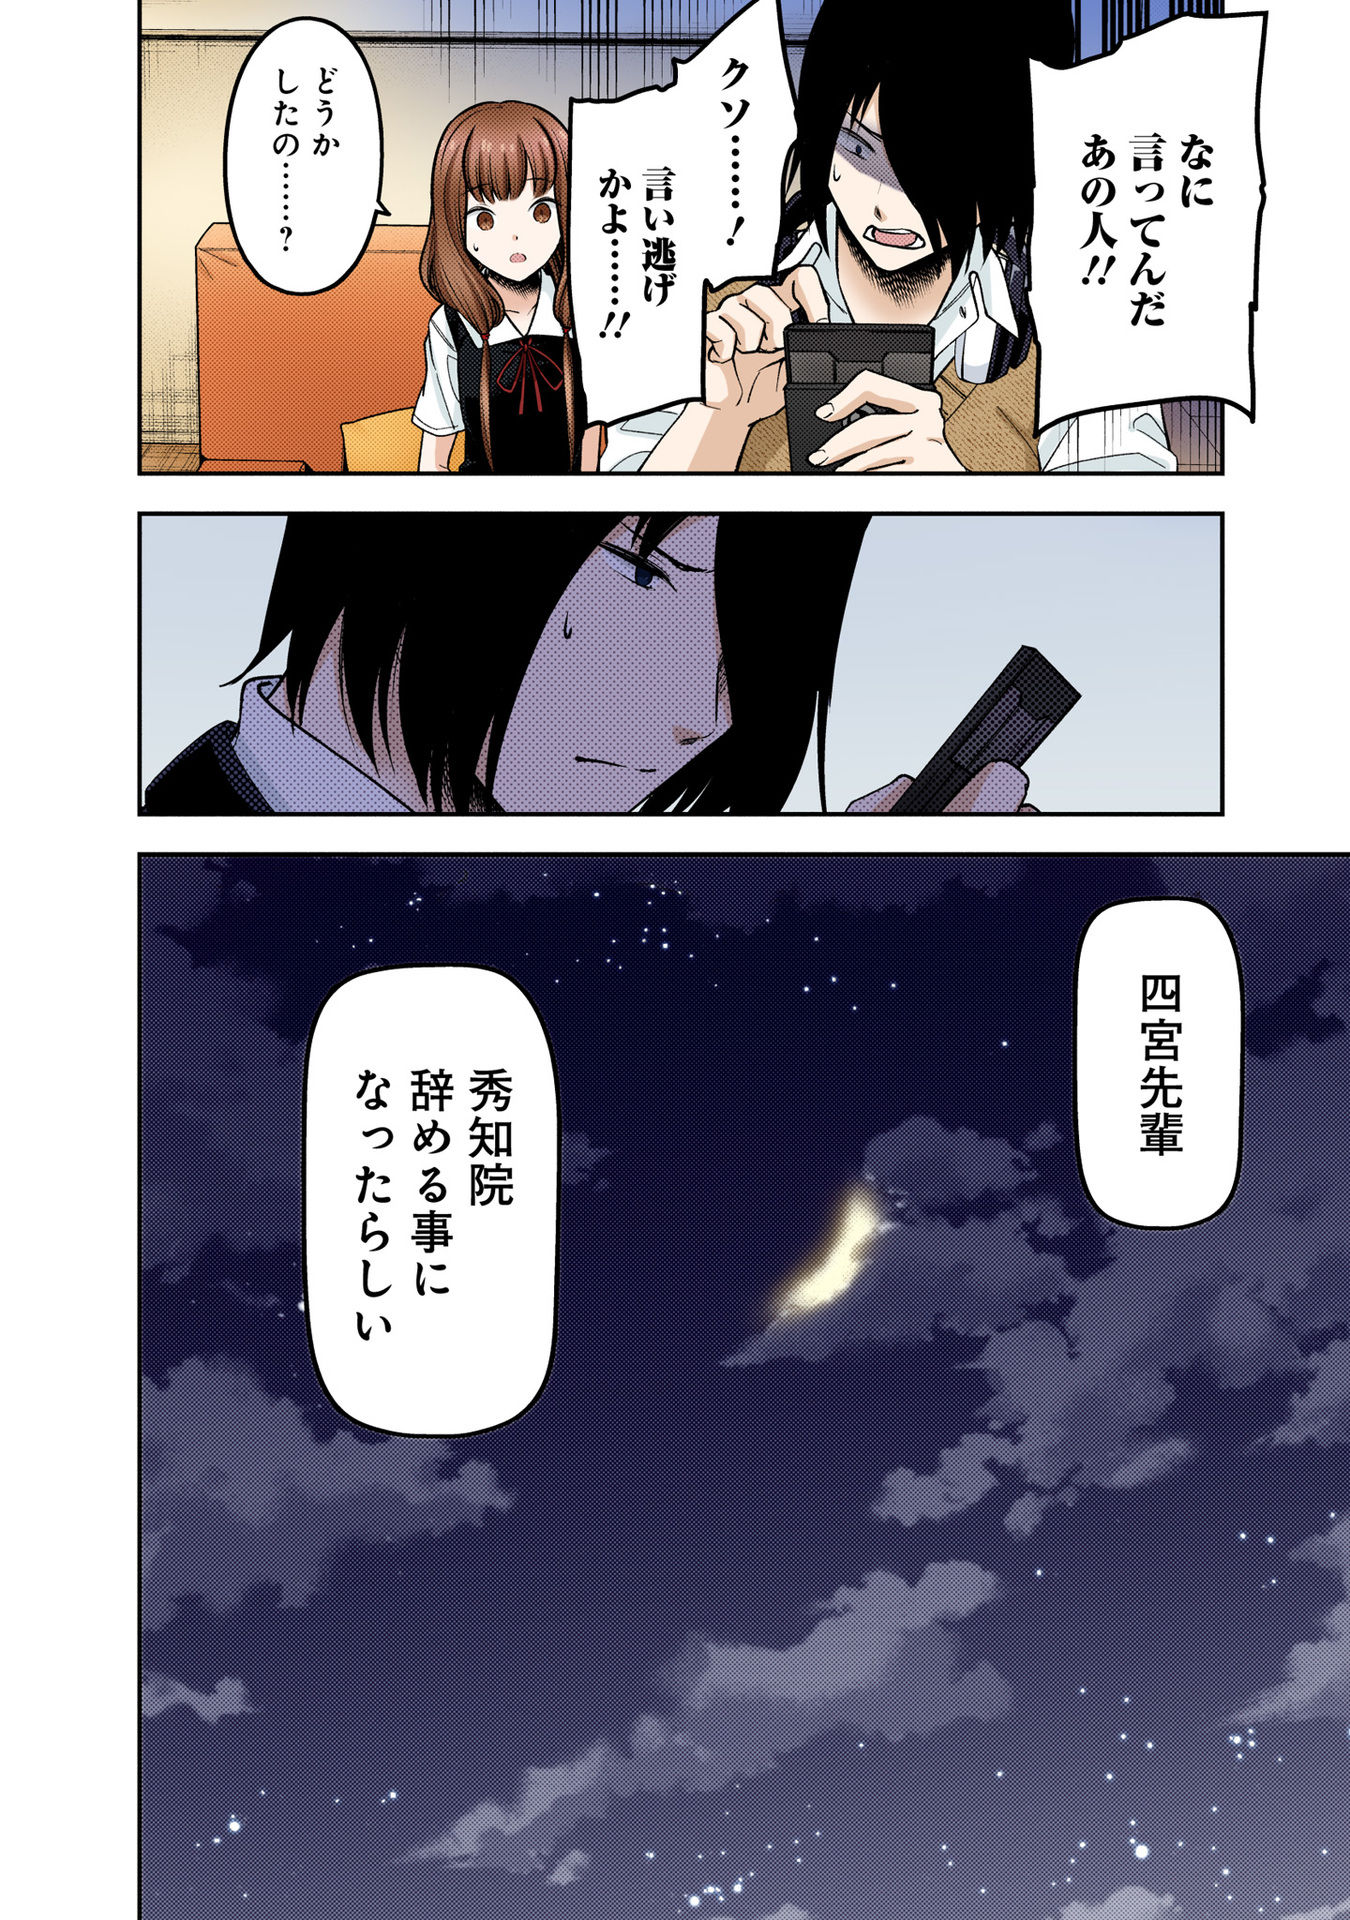 なに
言ってんだ
あの人!!
クソ……!
言い逃げ
かよ……!!
どうか
したの……?
四宮先輩
秀知院
辞める事に
なったらしい